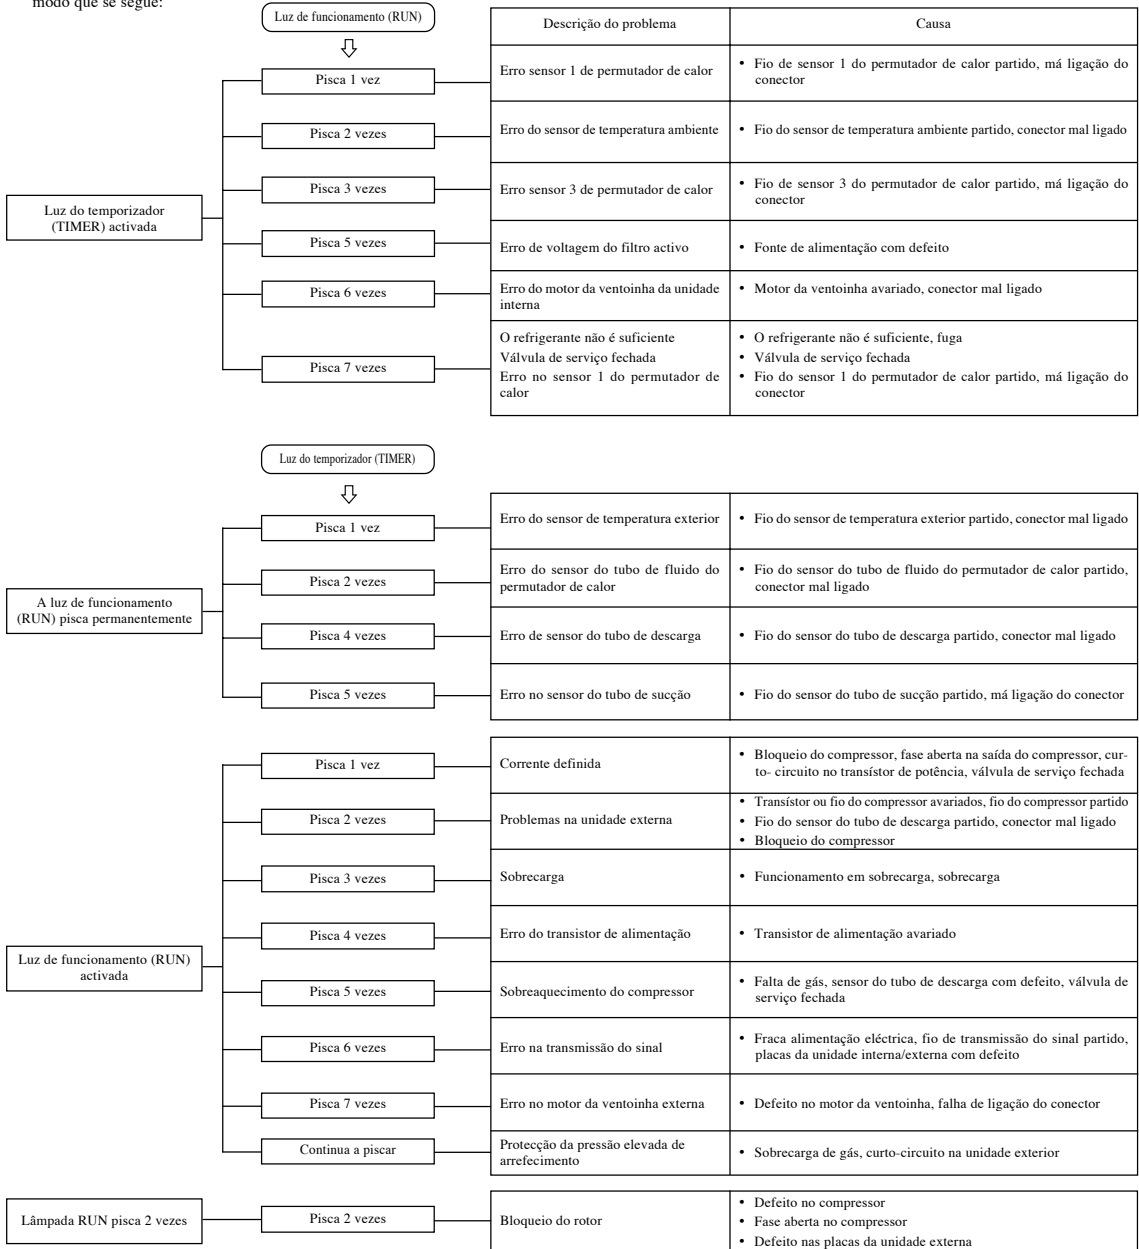 modo que se segue:
Luz de funcionamento (RUN)
Descrição do problema
Causa
Luz do temporizador
(TIMER) activada
Pisca 1 vez
Erro sensor 1 de permutador de calor
• Fio de sensor 1 do permutador de calor partido, má ligação do
conector
Pisca 2 vezes
Erro do sensor de temperatura ambiente
• Fio do sensor de temperatura ambiente partido, conector mal ligado
Pisca 3 vezes
Erro sensor 3 de permutador de calor
• Fio de sensor 3 do permutador de calor partido, má ligação do
conector
Pisca 5 vezes
Erro de voltagem do filtro activo
• Fonte de alimentação com defeito
Pisca 6 vezes
Erro do motor da ventoinha da unidade
interna
• Motor da ventoinha avariado, conector mal ligado
Pisca 7 vezes
O refrigerante não é suficiente
Válvula de serviço fechada
Erro no sensor 1 do permutador de
calor
• O refrigerante não é suficiente, fuga
• Válvula de serviço fechada
• Fio do sensor 1 do permutador de calor partido, má ligação do
conector
Luz do temporizador (TIMER)
A luz de funcionamento
(RUN) pisca permanentemente
Pisca 1 vez
Erro do sensor de temperatura exterior
• Fio do sensor de temperatura exterior partido, conector mal ligado
Pisca 2 vezes
Erro do sensor do tubo de fluido do
permutador de calor
• Fio do sensor do tubo de fluido do permutador de calor partido,
conector mal ligado
Pisca 4 vezes
Erro de sensor do tubo de descarga
• Fio do sensor do tubo de descarga partido, conector mal ligado
Pisca 5 vezes
Erro no sensor do tubo de sucção
• Fio do sensor do tubo de sucção partido, má ligação do conector
Luz de funcionamento (RUN)
activada
Pisca 1 vez
Corrente definida
• Bloqueio do compressor, fase aberta na saída do compressor, cur-
to- circuito no transístor de potência, válvula de serviço fechada
Pisca 2 vezes
Problemas na unidade externa
• Transístor ou fio do compressor avariados, fio do compressor partido
• Fio do sensor do tubo de descarga partido, conector mal ligado
• Bloqueio do compressor
Pisca 3 vezes
Sobrecarga
• Funcionamento em sobrecarga, sobrecarga
Pisca 4 vezes
Erro do transistor de alimentação
• Transistor de alimentação avariado
Pisca 5 vezes
Sobreaquecimento do compressor
• Falta de gás, sensor do tubo de descarga com defeito, válvula de
serviço fechada
Pisca 6 vezes
Erro na transmissão do sinal
• Fraca alimentação eléctrica, fio de transmissão do sinal partido,
placas da unidade interna/externa com defeito
Pisca 7 vezes
Erro no motor da ventoinha externa
• Defeito no motor da ventoinha, falha de ligação do conector
Continua a piscar
Protecção da pressão elevada de
arrefecimento
• Sobrecarga de gás, curto-circuito na unidade exterior
Lâmpada RUN pisca 2 vezes
Pisca 2 vezes
Bloqueio do rotor
• Defeito no compressor
• Fase aberta no compressor
• Defeito nas placas da unidade externa